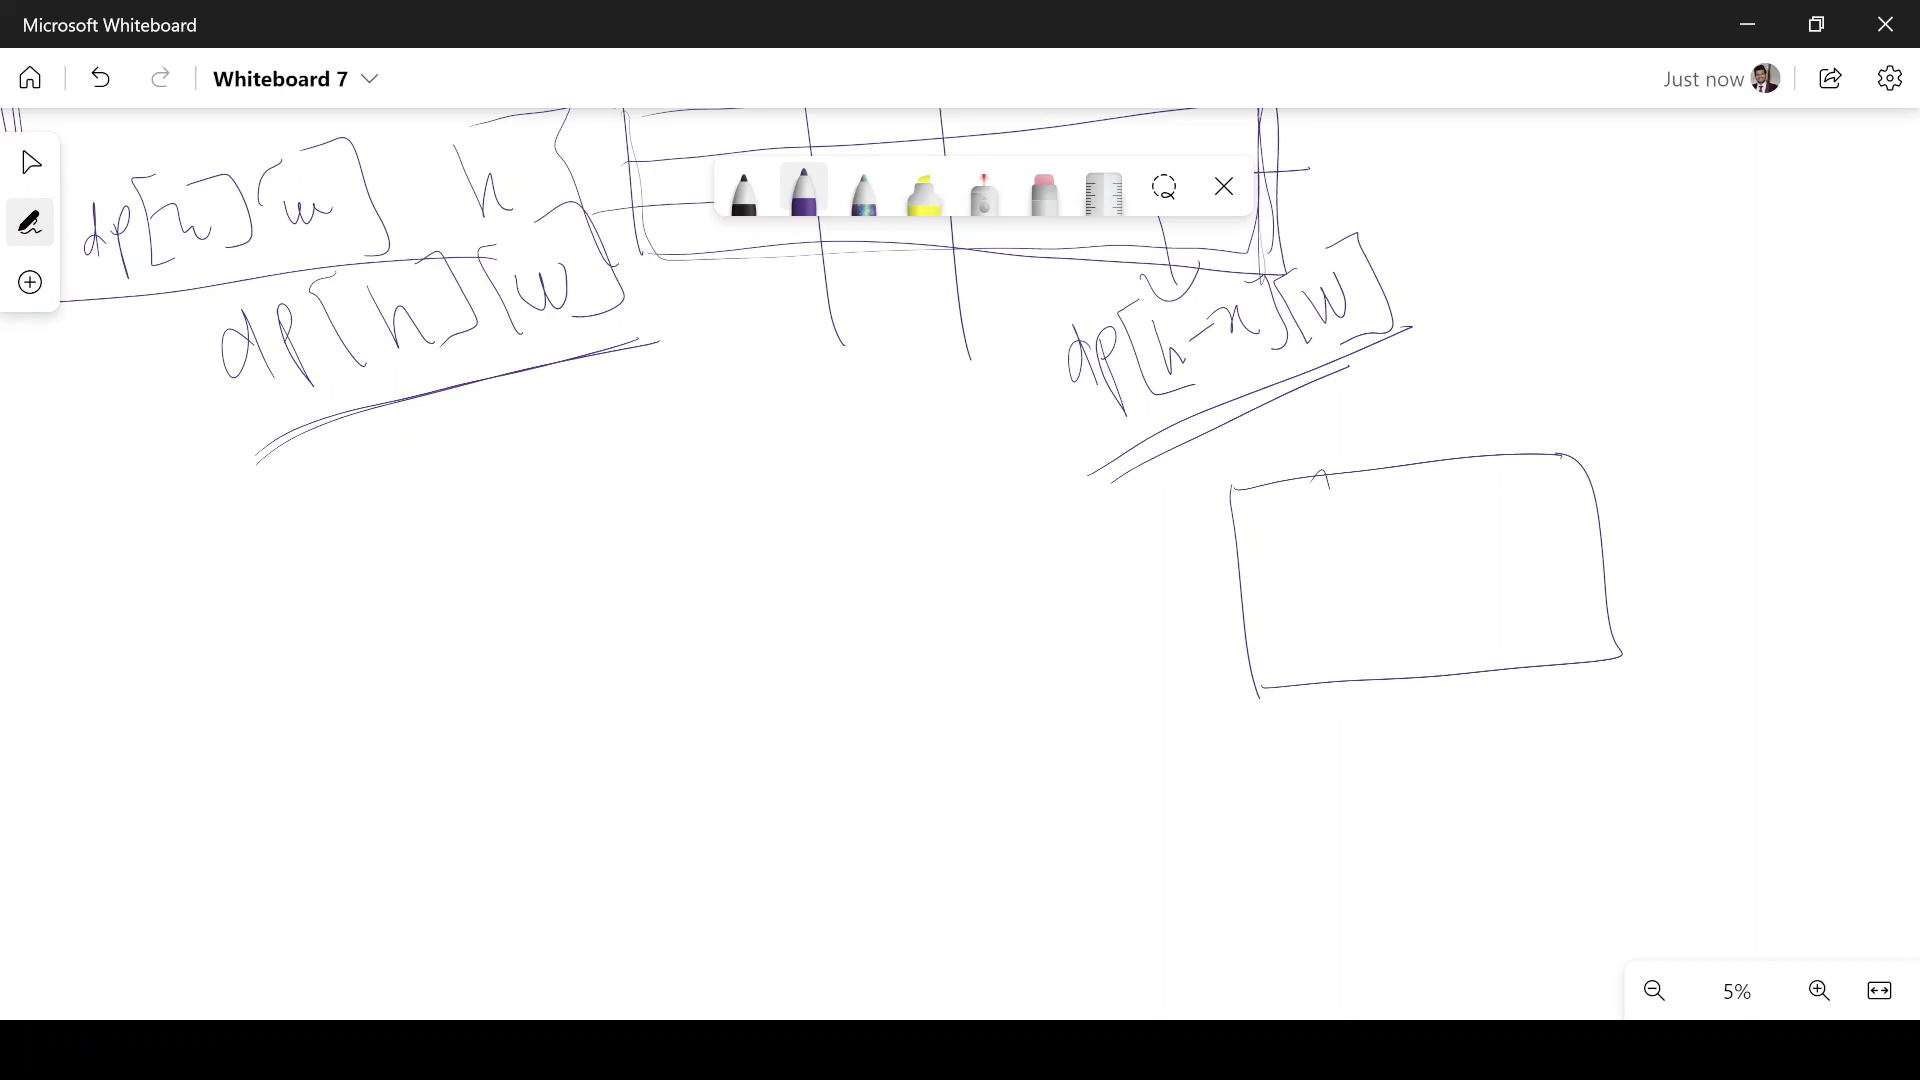 Microsoft Whiteboard
Whiteboard 7
Just now
dp[h][w]
h
dp[h][w]
dp[h-x][w]
5%